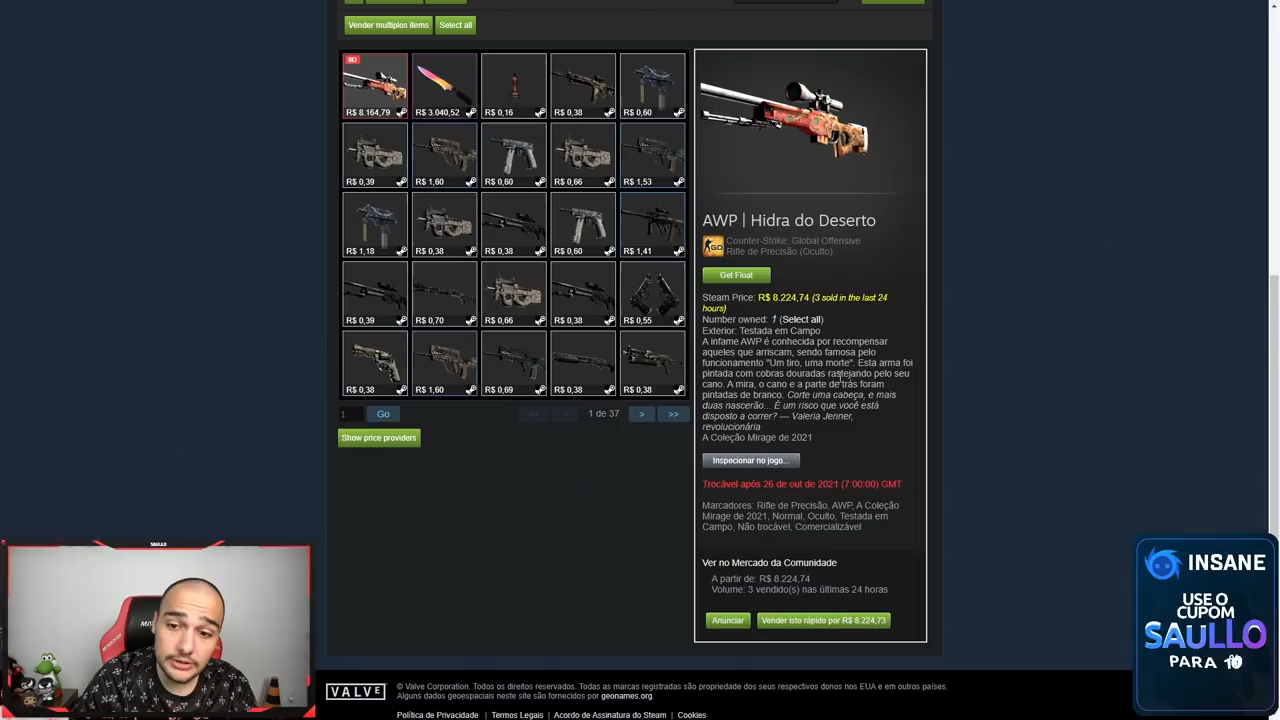 Vender multiplos items
Select all
8D
R$ 8.164,79
R$ 3.040,52
R$ 0,16
R$ 0,38
R$ 0,60
R$ 0,39
R$ 1,60
R$ 0,60
R$ 0,66
R$ 1,53
R$ 1,18
R$ 0,38
R$ 0,38
R$ 0,60
R$ 1,41
R$ 0,39
R$ 0,70
R$ 0,66
R$ 0,38
R$ 0,55
R$ 0,38
R$ 1,60
R$ 0,69
R$ 0,38
R$ 0,38
1
Go
<<
<
1 de 37
>
>>
Show price providers
AWP | Hidra do Deserto
Counter-Strike: Global Offensive
Rifle de Precisão (Oculto)
Get Float
Steam Price: R$ 8.224,74 (3 sold in the last 24
hours)
Number owned: 1 (Select all)
Exterior: Testada em Campo
A infame AWP é conhecida por recompensar
aqueles que arriscam, sendo famosa pelo
funcionamento "Um tiro, uma morte". Esta arma foi
pintada com cobras douradas rastejando pelo seu
cano. A mira, o cano e a parte de trás foram
pintadas de branco. Corte uma cabeça, e mais
duas nascerão... É um risco que você está
disposto a correr? — Valeria Jenner,
revolucionária
A Coleção Mirage de 2021
Inspecionar no jogo...
Trocável após 26 de out de 2021 (7:00:00) GMT
Marcadores: Rifle de Precisão, AWP, A Coleção
Mirage de 2021, Normal, Oculto, Testada em
Campo, Não trocável, Comercializável
Ver no Mercado da Comunidade
A partir de: R$ 8.224,74
Volume: 3 vendido(s) nas últimas 24 horas
Anunciar
Vender isto rápido por R$ 8.224,73
SAULLO
INSANE
USE O
CUPOM
SAULLO
PARA
VALVE
© Valve Corporation. Todos os direitos reservados. Todas as marcas registradas são propriedade dos seus respectivos donos nos EUA e em outros países.
Alguns dados geoespaciais neste site são fornecidos por geonames.org.
Política de Privacidade | Termos Legais | Acordo de Assinatura do Steam | Cookies